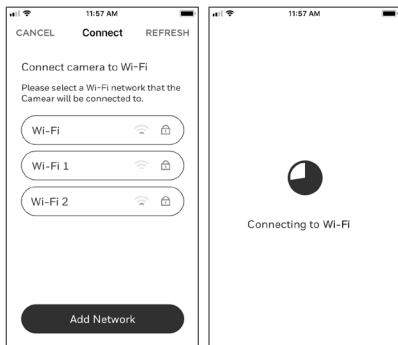 11:57 AM
CANCEL Connect REFRESH
Connect camera to Wi-Fi
Please select a Wi-Fi network that the
Camear will be connected to.
Wi-Fi
Wi-Fi 1
Wi-Fi 2
Add Network
11:57 AM
Connecting to Wi-Fi